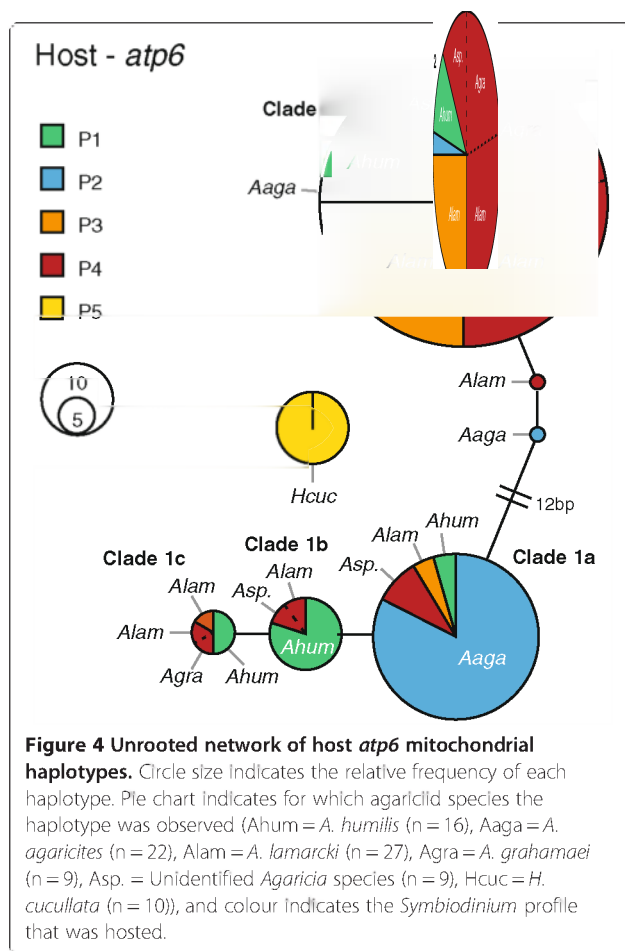 Host - atp6
Clade
P1
P2
P3
P4
P5
Asp.
Agra
Ahum
Ahum
Aaga
Alam
Alam
10
5
Alam
Aaga
Hcuc
12bp
Clade 1c
Clade 1b
Clade 1a
Alam
Ahum
Alam
Alam
Asp.
Asp.
Alam
Ahum
Aaga
Agra
Ahum
Figure 4 Unrooted network of host atp6 mitochondrial
haplotypes. Circle size indicates the relative frequency of each
haplotype. Pie chart indicates for which agariciid species the
haplotype was observed (Ahum = A. humilis (n = 16), Aaga = A.
agaricites (n = 22), Alam = A. lamarcki (n = 27), Agra = A. grahamaei
(n = 9), Asp. = Unidentified Agaricia species (n = 9), Hcuc = H.
cucullata (n = 10)), and colour indicates the Symbiodinium profile
that was hosted.